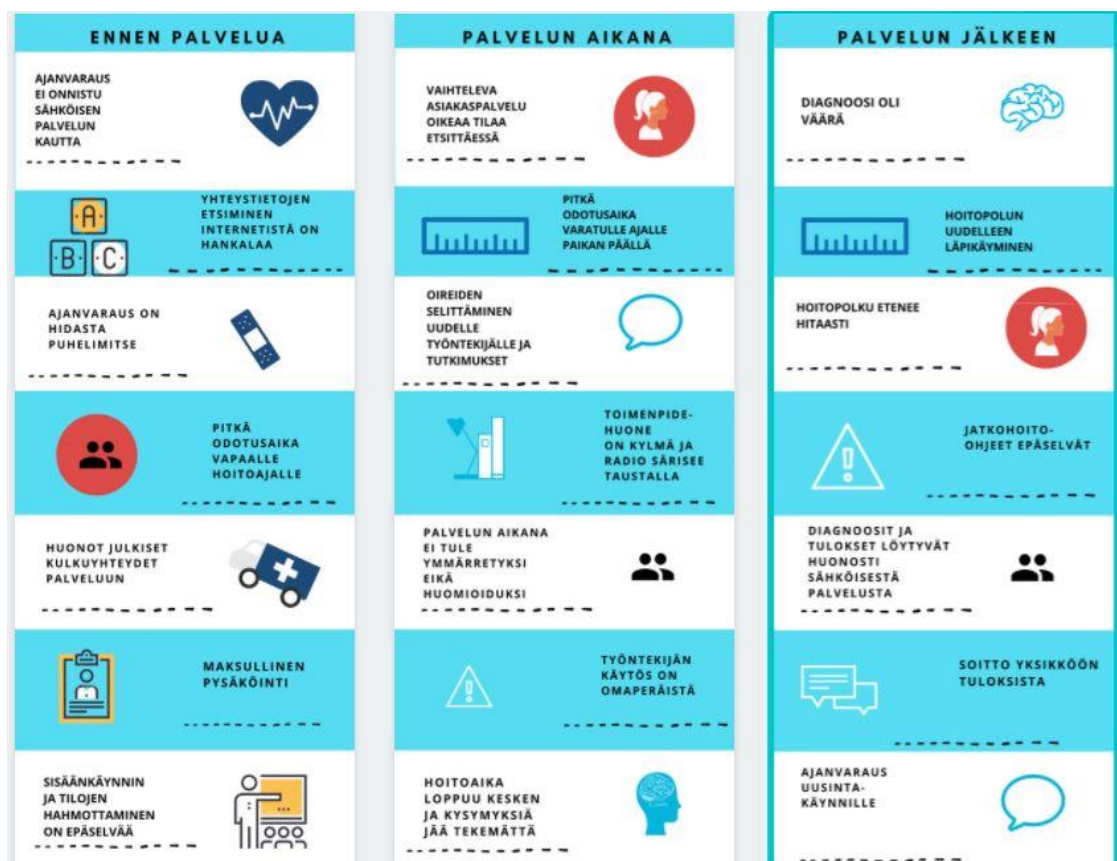 ENNEN PALVELUA
AJANVARAUS
EI ONNISTU
SÄHKÖISEN
PALVELUN
KAUTTA
·A·
·B·
·C·
YHTEYSTIETOJEN
ETSIMINEN
INTERNETISTÄ ON
HANKALAA
AJANVARAUS ON
HIDASTA
PUHELIMITSE
PITKÄ
ODOTUSAIKA
VAPAALLE
HOITOAJALLE
HUONOT JULKISET
KULKUYHTEYDET
PALVELUUN
MAKSULLINEN
PYSÄKÖINTI
SISÄÄNKÄYNNIN
JA TILOJEN
HAHMOTTAMINEN
ON EPÄSELVÄÄ
PALVELUN AIKANA
VAIHTELEVA
ASIAKASPALVELU
OIKEAA TILAA
ETSITTÄESSÄ
PITKÄ
ODOTUSAIKA
VARATULLE AJALLE
PAIKAN PÄÄLLÄ
OIREIDEN
SELITTÄMINEN
UUDELLE
TYÖNTEKIJÄLLE JA
TUTKIMUKSET
TOIMENPIDE-
HUONE
ON KYLMÄ JA
RADIO SÄRISEE
TAUSTALLA
PALVELUN AIKANA
EI TULE
YMMÄRRETYKSI
EIKÄ
HUOMIOIDUKSI
TYÖNTEKIJÄN
KÄYTÖS ON
OMAPERÄISTÄ
HOITOAIKA
LOPPUU KESKEN
JA KYSYMYKSIÄ
JÄÄ TEKEMÄTTÄ
PALVELUN JÄLKEEN
DIAGNOOSI OLI
VÄÄRÄ
HOITOPOLUN
UUDELLEEN
LÄPIKÄYMINEN
HOITOPOLKU ETENEE
HITAASTI
JATKOHOITO-
OHJEET EPÄSELVÄT
DIAGNOOSIT JA
TULOKSET LÖYTYVÄT
HUONOSTI
SÄHKÖISESTÄ
PALVELUSTA
SOITTO YKSIKKÖÖN
TULOKSISTA
AJANVARAUS
UUSINTA-
KÄYNNILLE